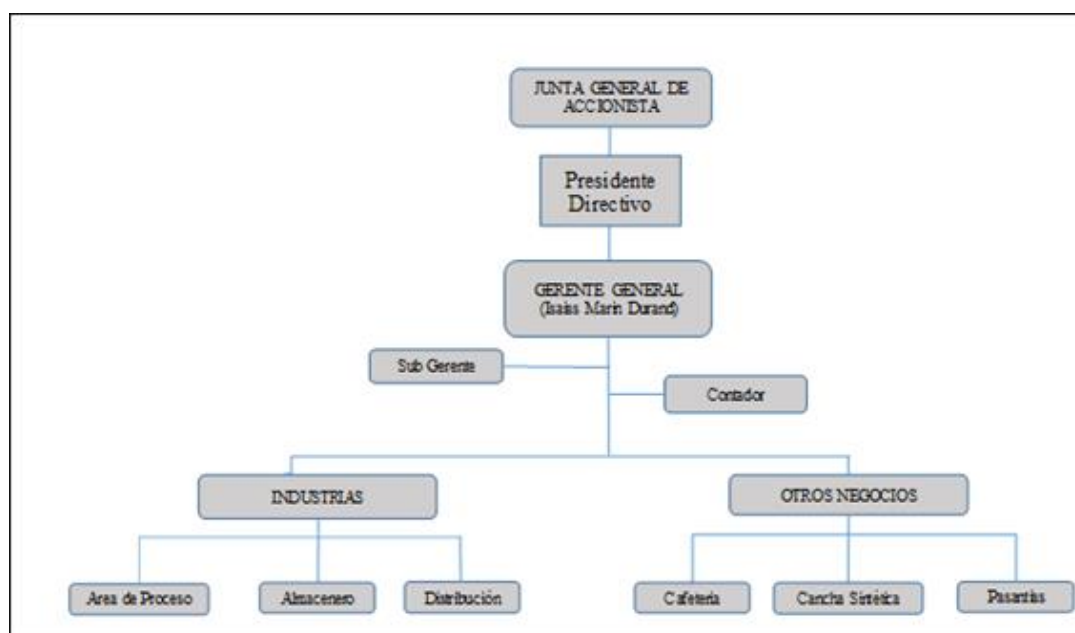 JUNTA GENERAL DE
ACCIONISTA
Presidente
Directivo
GERENTE GENERAL
(Isaias Marin Durand)
Sub Gerente
Contador
INDUSTRIAS
OTROS NEGOCIOS
Area de Proceso
Almacenero
Distribución
Cafetería
Cancha Sintética
Pasantías